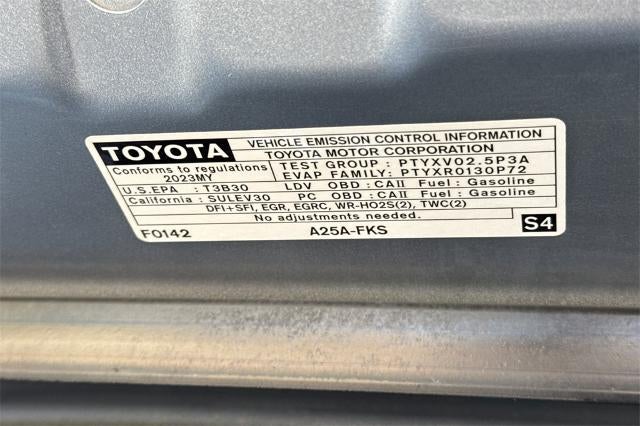 TOYOTA
VEHICLE EMISSION CONTROL INFORMATION
TOYOTA MOTOR CORPORATION
Conforms to regulations
2023MY
TEST GROUP : PTYXV02.5P3A
EVAP FAMILY: PTYXR0130P72
U.S.EPA : T3B30 LDV OBD:CAII Fuel: Gasoline
California: SULEV30 PC OBD:CAII Fuel: Gasoline
DFI+SFI, EGR, EGRC, WR-HO2S(2), TWC(2)
No adjustments needed.
F0142 A25A-FKS S4